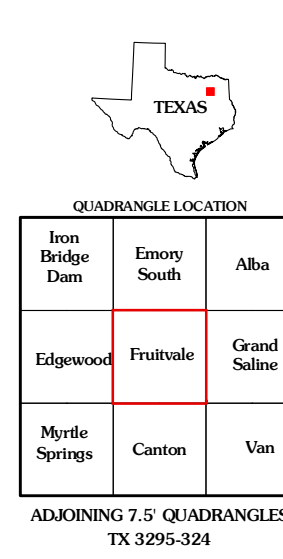 TEXAS
QUADRANGLE LOCATION
Iron
Bridge
Dam
Emory
South
Alba
Edgewood
Fruitvale
Grand
Saline
Myrtle
Springs
Canton
Van
ADJOINING 7.5' QUADRANGLES
TX 3295-324